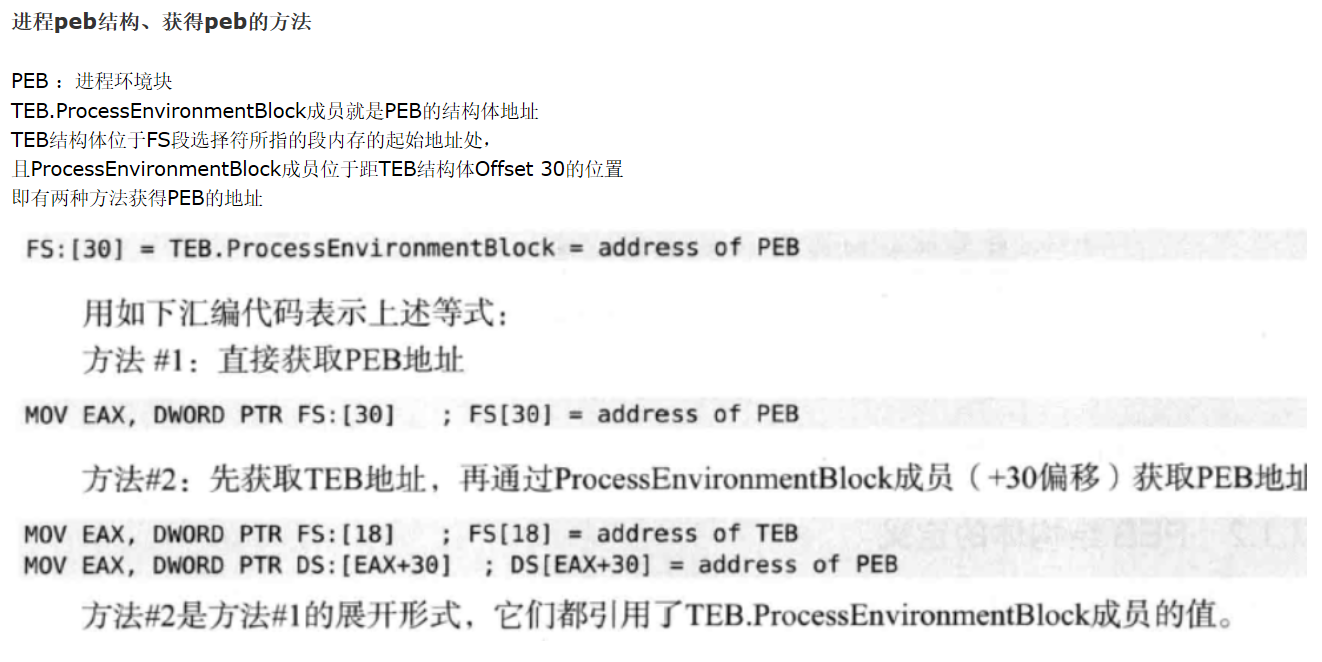 进程peb结构、获得peb的方法
PEB ：进程环境块
TEB.ProcessEnvironmentBlock成员就是PEB的结构体地址
TEB结构体位于FS段选择符所指的段内存的起始地址处，
且ProcessEnvironmentBlock成员位于距TEB结构体Offset 30的位置
即有两种方法获得PEB的地址
FS:[30] = TEB.ProcessEnvironmentBlock = address of PEB
用如下汇编代码表示上述等式：
方法 #1：直接获取PEB地址
MOV EAX, DWORD PTR FS:[30] ; FS[30] = address of PEB
方法#2：先获取TEB地址，再通过ProcessEnvironmentBlock成员（+30偏移）获取PEB地址
MOV EAX, DWORD PTR FS:[18] ; FS[18] = address of TEB
MOV EAX, DWORD PTR DS:[EAX+30] ; DS[EAX+30] = address of PEB
方法#2是方法#1的展开形式，它们都引用了TEB.ProcessEnvironmentBlock成员的值。